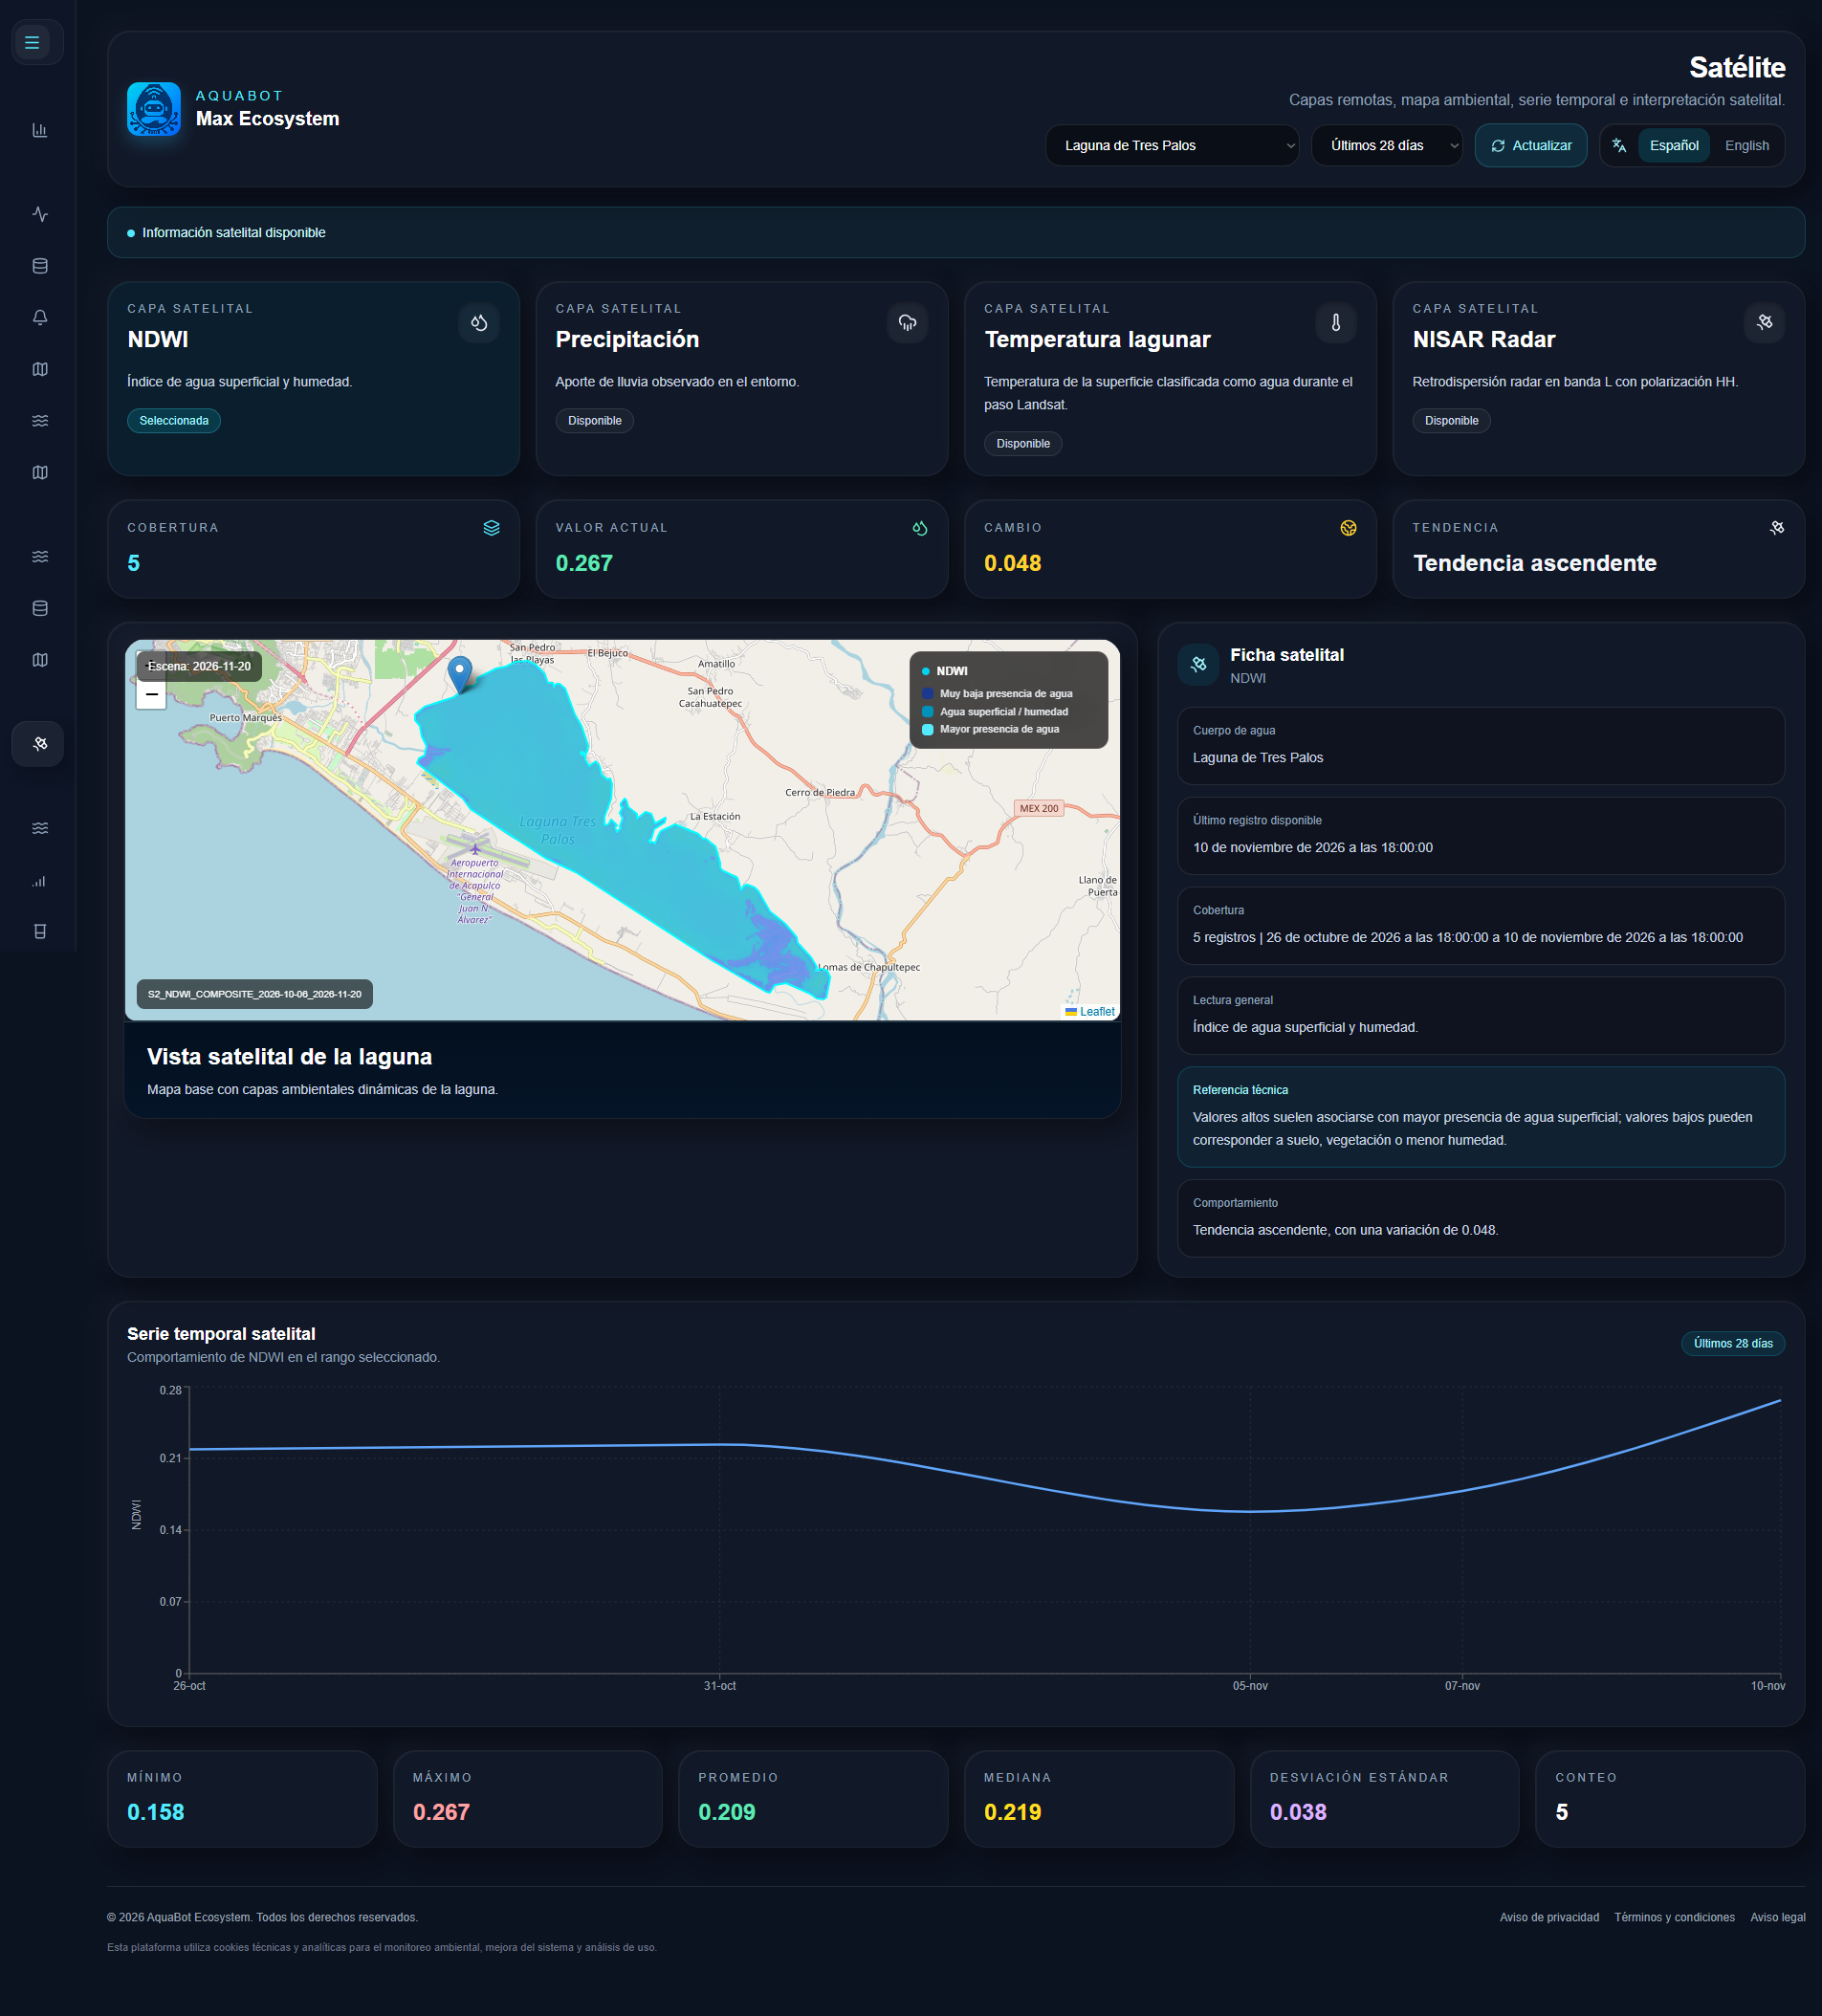 AQUABOT
Max Ecosystem
Satélite
Capas remotas, mapa ambiental, serie temporal e interpretación satelital.
Laguna de Tres Palos
Últimos 28 días
Actualizar
Español
English
Información satelital disponible
CAPA SATELITAL
NDWI
Índice de agua superficial y humedad.
Seleccionada
CAPA SATELITAL
Precipitación
Aporte de lluvia observado en el entorno.
Disponible
CAPA SATELITAL
Temperatura lagunar
Temperatura de la superficie clasificada como agua durante el
paso Landsat.
Disponible
CAPA SATELITAL
NISAR Radar
Retrodispersión radar en banda L con polarización HH.
Disponible
COBERTURA
5
VALOR ACTUAL
0.267
CAMBIO
0.048
TENDENCIA
Tendencia ascendente
Escena: 2026-11-20
−
San Pedro
las Playas
El Bejuco
Amatillo
San Pedro
Cacahuatepec
Puerto Marqués
Cerro de Piedra
MEX 200
La Estación
Laguna Tres
Palos
Aeropuerto
Internacional
de Acapulco
"General
Juan N.
Álvarez"
Llano de
Puerta
Lomas de Chapultepec
NDWI
Muy baja presencia de agua
Agua superficial / humedad
Mayor presencia de agua
S2_NDWI_COMPOSITE_2026-10-06_2026-11-20
Leaflet
Vista satelital de la laguna
Mapa base con capas ambientales dinámicas de la laguna.
Ficha satelital
NDWI
Cuerpo de agua
Laguna de Tres Palos
Último registro disponible
10 de noviembre de 2026 a las 18:00:00
Cobertura
5 registros | 26 de octubre de 2026 a las 18:00:00 a 10 de noviembre de 2026 a las 18:00:00
Lectura general
Índice de agua superficial y humedad.
Referencia técnica
Valores altos suelen asociarse con mayor presencia de agua superficial; valores bajos pueden
corresponder a suelo, vegetación o menor humedad.
Comportamiento
Tendencia ascendente, con una variación de 0.048.
Serie temporal satelital
Comportamiento de NDWI en el rango seleccionado.
Últimos 28 días
NDWI
0.28
0.21
0.14
0.07
0
26-oct
31-oct
05-nov
07-nov
10-nov
MÍNIMO
0.158
MÁXIMO
0.267
PROMEDIO
0.209
MEDIANA
0.219
DESVIACIÓN ESTÁNDAR
0.038
CONTEO
5
© 2026 AquaBot Ecosystem. Todos los derechos reservados.
Aviso de privacidad
Términos y condiciones
Aviso legal
Esta plataforma utiliza cookies técnicas y analíticas para el monitoreo ambiental, mejora del sistema y análisis de uso.